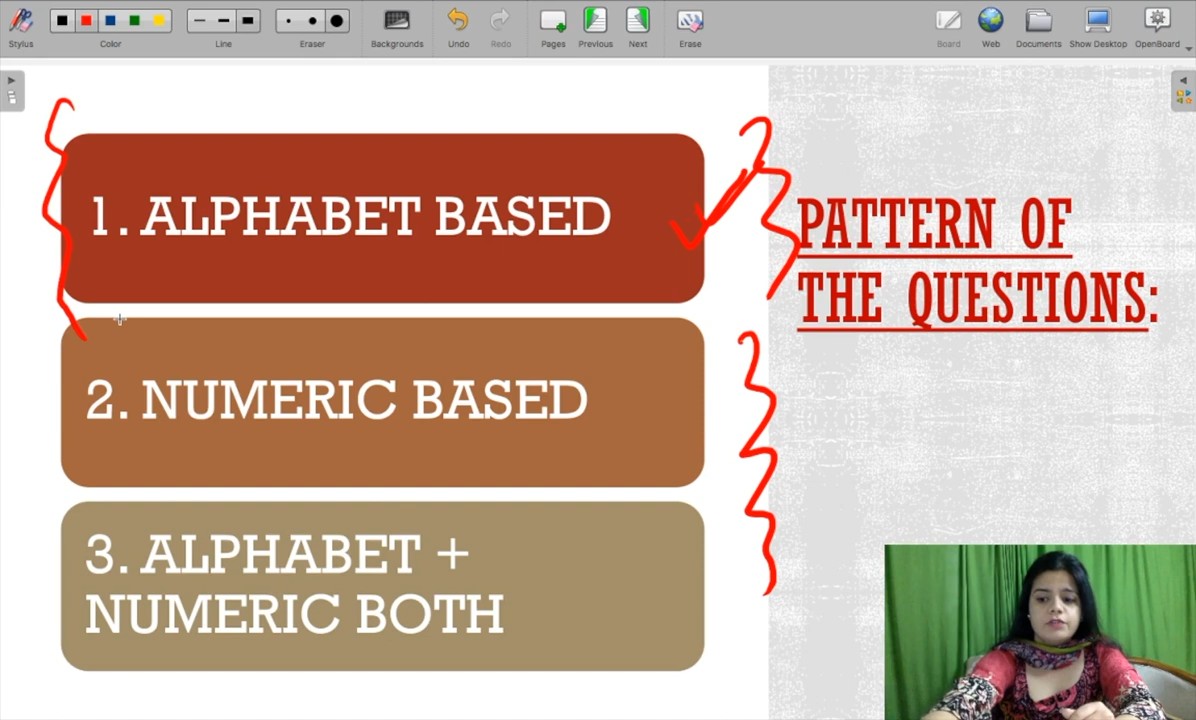 Stylus
Color
Line
Eraser
Backgrounds
Undo
Redo
Pages
Previous
Next
Erase
Board
Web
Documents
Show Desktop
OpenBoard
1. ALPHABET BASED
2. NUMERIC BASED
3. ALPHABET +
NUMERIC BOTH
PATTERN OF
THE QUESTIONS: